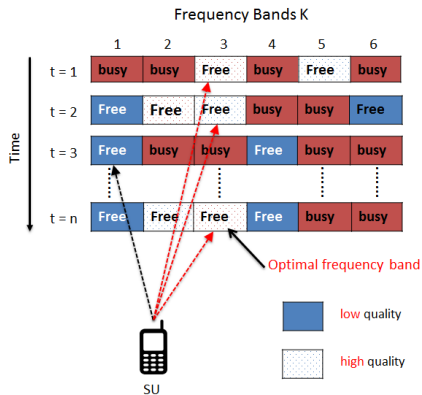 Frequency Bands K
1 2 3 4 5 6
t = 1 busy busy Free busy Free busy
t = 2 Free Free Free busy busy Free
t = 3 Free busy busy Free busy busy
t = n Free Free Free Free busy busy
Time
Optimal frequency band
low quality
high quality
SU